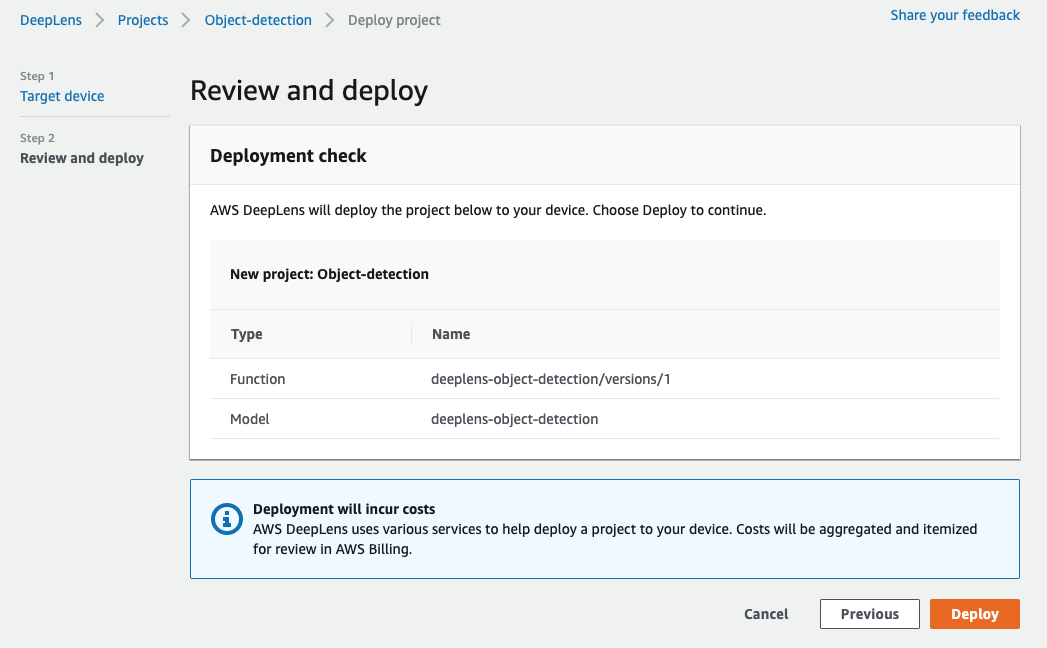 DeepLens > Projects > Object-detection > Deploy project
Share your feedback
Step 1
Target device
Step 2
Review and deploy
Review and deploy
Deployment check
AWS DeepLens will deploy the project below to your device. Choose Deploy to continue.
New project: Object-detection
Type Name
Function deeplens-object-detection/versions/1
Model deeplens-object-detection
Deployment will incur costs
AWS DeepLens uses various services to help deploy a project to your device. Costs will be aggregated and itemized
for review in AWS Billing.
Cancel Previous Deploy